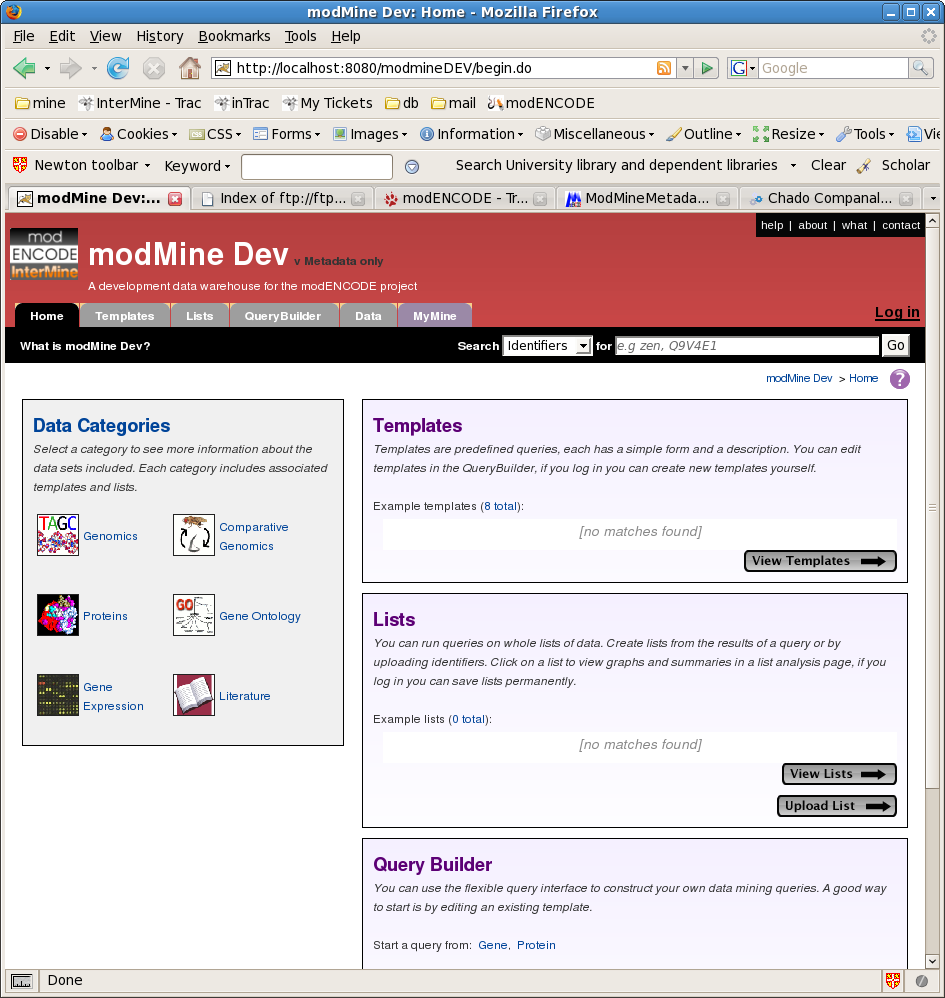 modMine Dev: Home - Mozilla Firefox
File Edit View History Bookmarks Tools Help
http://localhost:8080/modmineDEV/begin.do G Google
mine InterMine - Trac inTrac My Tickets db mail modENCODE
Disable Cookies CSS Forms Images Information Miscellaneous Outline Resize Tools Vie
Newton toolbar Keyword Search University library and dependent libraries Clear Scholar
modMine Dev:... Index of ftp://ftp... modENCODE - Tr... ModMineMetada... Chado Companal...
help | about | what | contact
mod
ENCODE
InterMine
modMine Dev v Metadata only
A development data warehouse for the modENCODE project
Home Templates Lists QueryBuilder Data MyMine Log in
What is modMine Dev? Search Identifiers for e.g zen, Q9V4E1 Go
modMine Dev > Home ?
Data Categories
Select a category to see more information about the
data sets included. Each category includes associated
templates and lists.
TAGC Genomics
Comparative
Genomics
Proteins
GO Gene Ontology
Gene
Expression
Literature
Templates
Templates are predefined queries, each has a simple form and a description. You can edit
templates in the QueryBuilder, if you log in you can create new templates yourself.
Example templates (8 total):
[no matches found]
View Templates
Lists
You can run queries on whole lists of data. Create lists from the results of a query or by
uploading identifiers. Click on a list to view graphs and summaries in a list analysis page, if you
log in you can save lists permanently.
Example lists (0 total):
[no matches found]
View Lists
Upload List
Query Builder
You can use the flexible query interface to construct your own data mining queries. A good way
to start is by editing an existing template.
Start a query from: Gene, Protein
Done